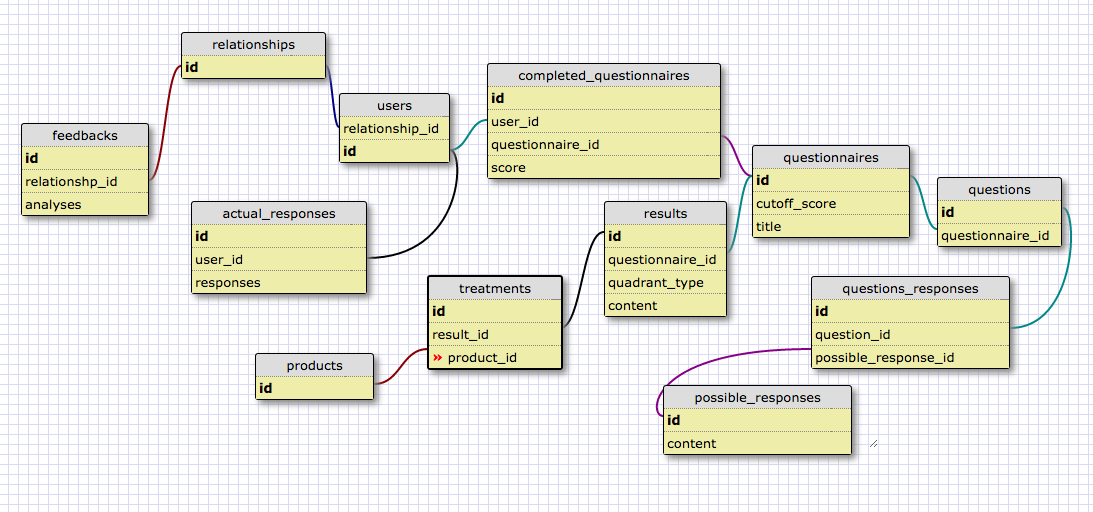 relationships
id
users
relationship_id
id
completed_questionnaires
id
user_id
questionnaire_id
score
feedbacks
id
relationshp_id
analyses
questionnaires
id
cutoff_score
title
questions
id
questionnaire_id
actual_responses
id
user_id
responses
results
id
questionnaire_id
quadrant_type
content
treatments
id
result_id
» product_id
questions_responses
id
question_id
possible_response_id
products
id
possible_responses
id
content